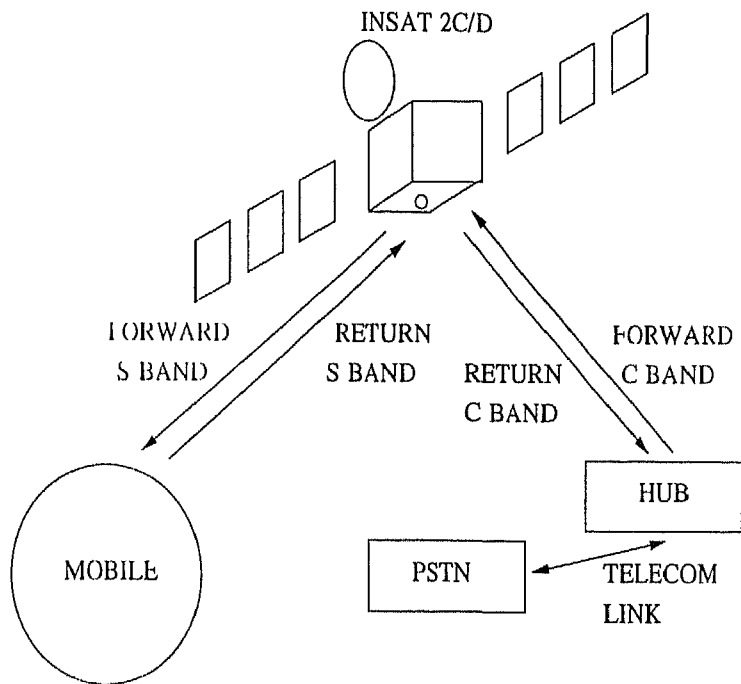 INSAT 2C/D
FORWARD
S BAND
RETURN
S BAND
RETURN
C BAND
FORWARD
C BAND
MOBILE
HUB
PSTN
TELECOM
LINK